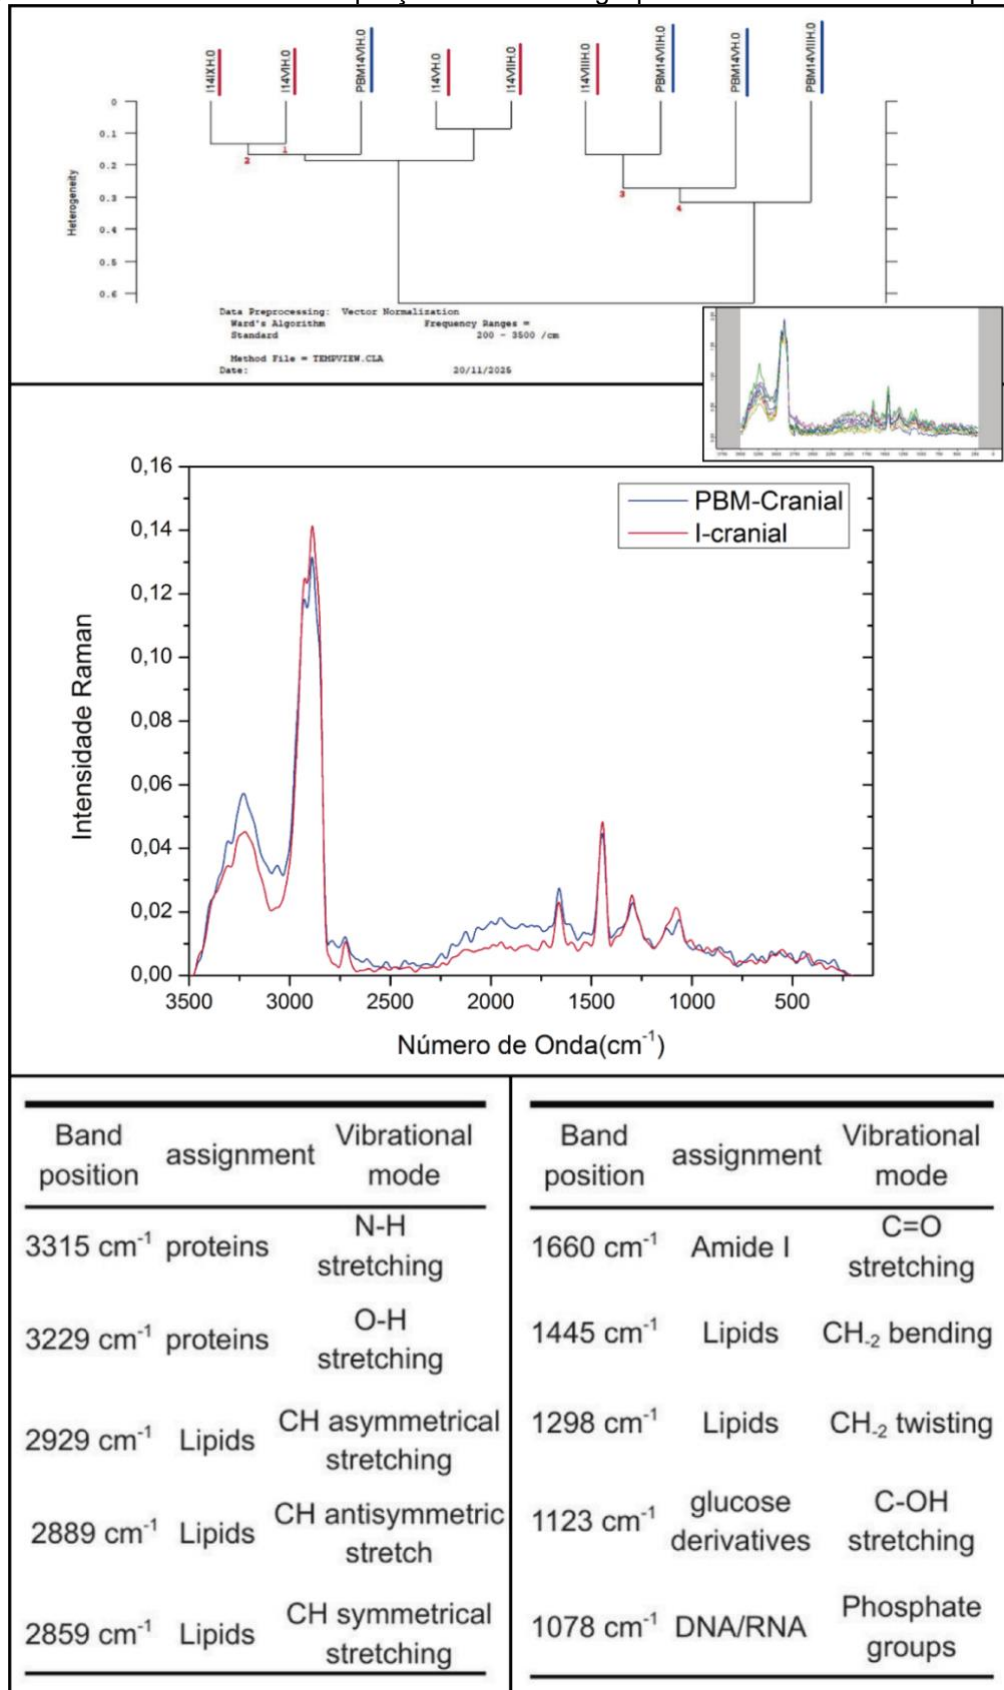 I14IXH.0
I14VIH.0
PBM14VIH.0
I14VH.0
I14VIIH.0
I14VIIIH.0
PBM14VIIH.0
PBM14VH.0
PBM14VIIIH.0
Heterogeneity
0
0.1
0.2
0.3
0.4
0.5
0.6
1
2
3
4
Data Preprocessing: Vector Normalization
Ward's Algorithm Frequency Ranges =
Standard 200 - 3500 /cm
Method File = TEMPVIEW.CLA
Date: 20/11/2025
0,16
0,14
0,12
0,10
0,08
0,06
0,04
0,02
0,00
Intensidade Raman
PBM-Cranial
I-cranial
3500 3000 2500 2000 1500 1000 500
Número de Onda(cm⁻¹)
Band position assignment Vibrational mode
3315 cm⁻¹ proteins N-H stretching
3229 cm⁻¹ proteins O-H stretching
2929 cm⁻¹ Lipids CH asymmetrical stretching
2889 cm⁻¹ Lipids CH antisymmetric stretch
2859 cm⁻¹ Lipids CH symmetrical stretching
Band position assignment Vibrational mode
1660 cm⁻¹ Amide I C=O stretching
1445 cm⁻¹ Lipids CH₋₂ bending
1298 cm⁻¹ Lipids CH₋₂ twisting
1123 cm⁻¹ glucose derivatives C-OH stretching
1078 cm⁻¹ DNA/RNA Phosphate groups